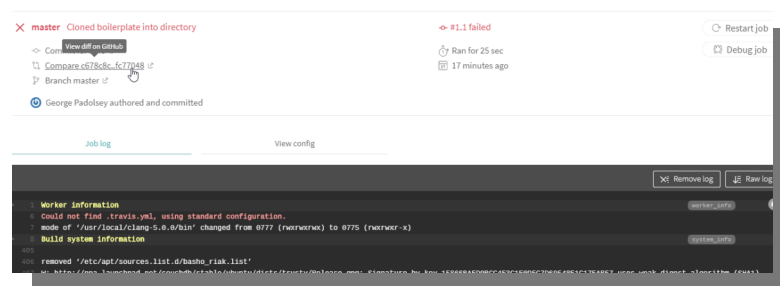 master Cloned boilerplate into directory
#1.1 failed
Restart job
View diff on GitHub
Ran for 25 sec
Debug job
Compare c678c8c..fc77048
17 minutes ago
Branch master
George Padolsey authored and committed
Job log
View config
Remove log
Raw log
1 Worker information
worker_info
6 Could not find .travis.yml, using standard configuration.
7 mode of ‘/usr/local/clang-5.0.0/bin’ changed from 0777 (rwxrwxrwx) to 0775 (rwxrwxr-x)
8 Build system information
system_info
405
406 removed ‘/etc/apt/sources.list.d/basho_riak.list’